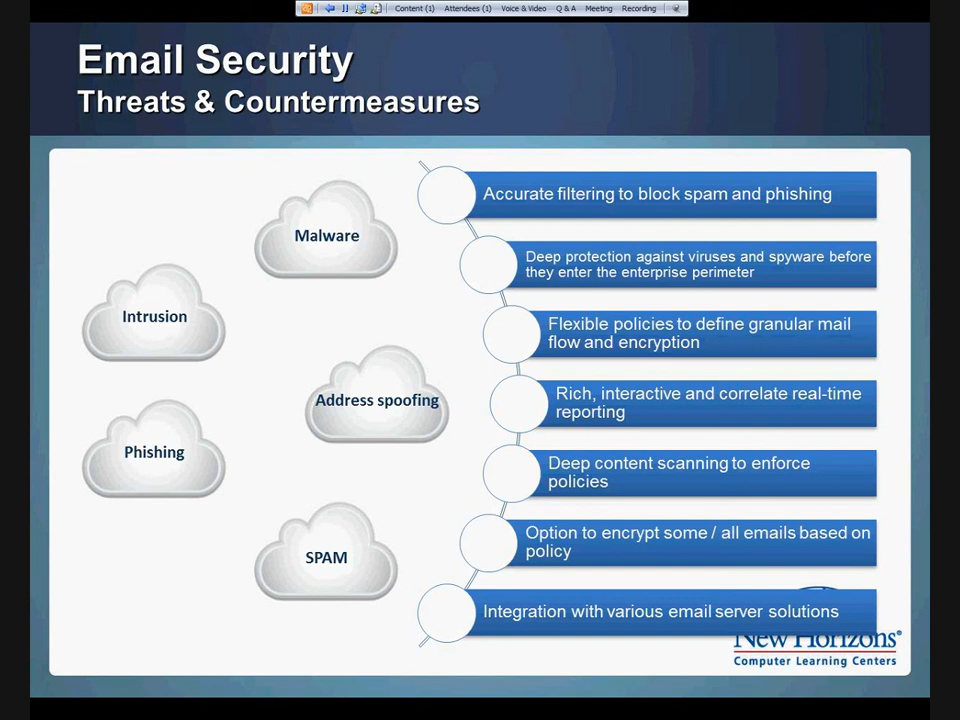 Content (1) Attendees (1) Voice & Video Q & A Meeting Recording
Email Security
Threats & Countermeasures
Malware
Intrusion
Address spoofing
Phishing
SPAM
Accurate filtering to block spam and phishing
Deep protection against viruses and spyware before
they enter the enterprise perimeter
Flexible policies to define granular mail
flow and encryption
Rich, interactive and correlate real-time
reporting
Deep content scanning to enforce
policies
Option to encrypt some / all emails based on
policy
Integration with various email server solutions
New Horizons®
Computer Learning Centers